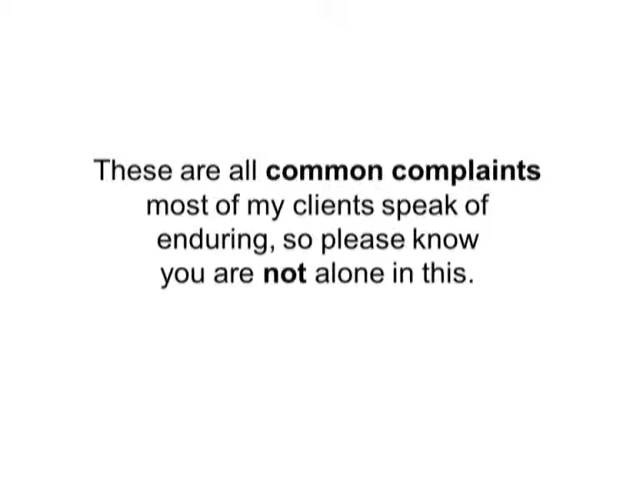 These are all common complaints
most of my clients speak of
enduring, so please know
you are not alone in this.